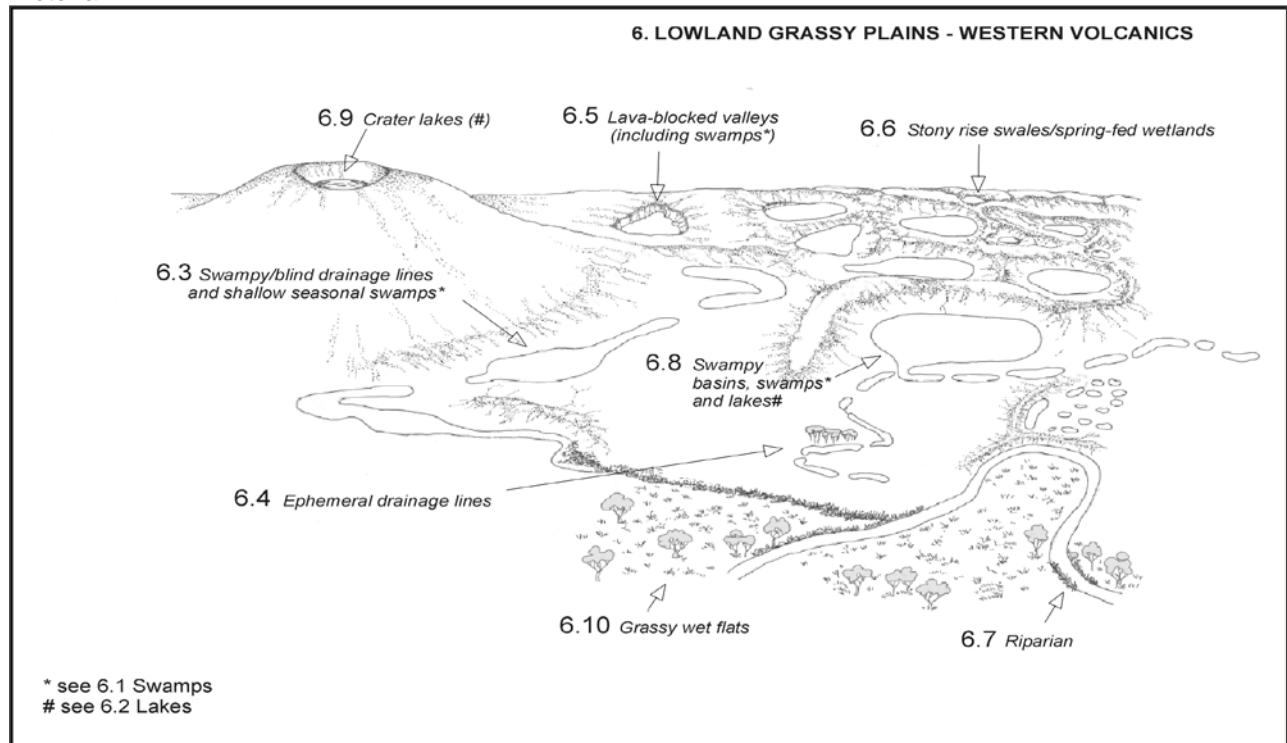 6. LOWLAND GRASSY PLAINS - WESTERN VOLCANICS
6.9 Crater lakes (#)
6.5 Lava-blocked valleys
(including swamps*)
6.6 Stony rise swales/spring-fed wetlands
6.3 Swampy/blind drainage lines
and shallow seasonal swamps*
6.8 Swampy
basins, swamps*
and lakes#
6.4 Ephemeral drainage lines
6.10 Grassy wet flats
6.7 Riparian
* see 6.1 Swamps
# see 6.2 Lakes